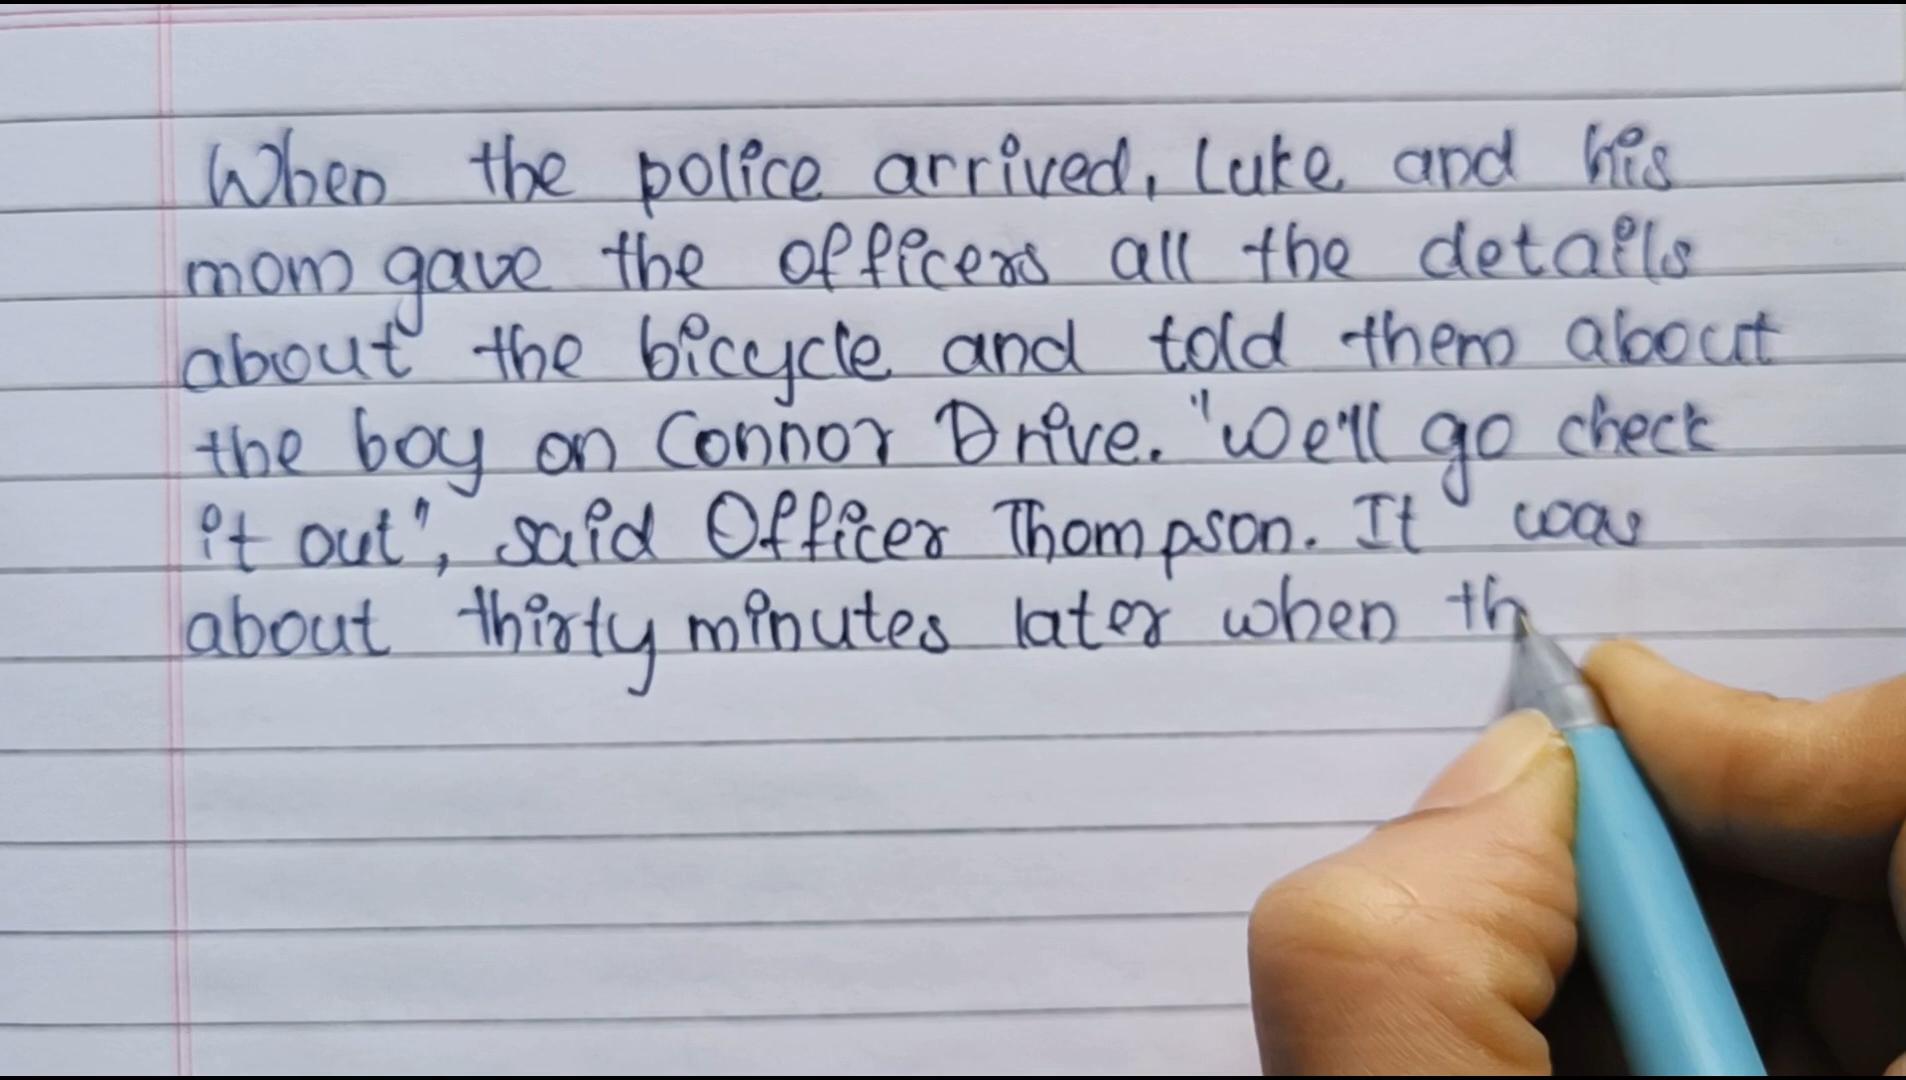 When the police arrived, Luke and his
mom gave the officers all the details
about the bicycle and told them about
the boy on Connor Drive. "We'll go check
it out", said Officer Thompson. It was
about thirty minutes later when th